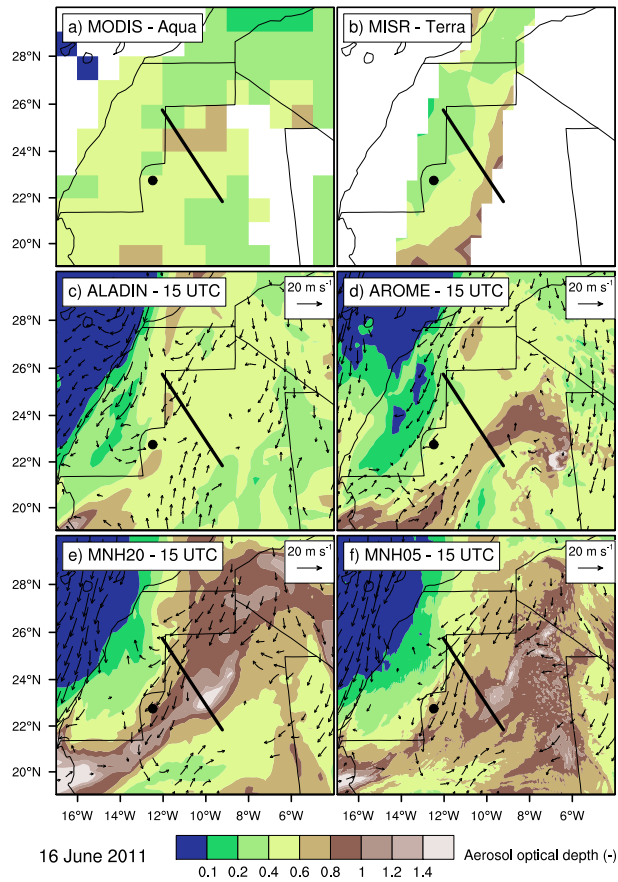 a) MODIS - Aqua
b) MISR - Terra
28°N
26°N
24°N
22°N
20°N
c) ALADIN - 15 UTC
20 m s-1
d) AROME - 15 UTC
20 m s-1
28°N
26°N
24°N
22°N
20°N
e) MNH20 - 15 UTC
20 m s-1
f) MNH05 - 15 UTC
20 m s-1
28°N
26°N
24°N
22°N
20°N
16°W 14°W 12°W 10°W 8°W 6°W 16°W 14°W 12°W 10°W 8°W 6°W
16 June 2011
Aerosol optical depth (-)
0.1 0.2 0.4 0.6 0.8 1 1.2 1.4